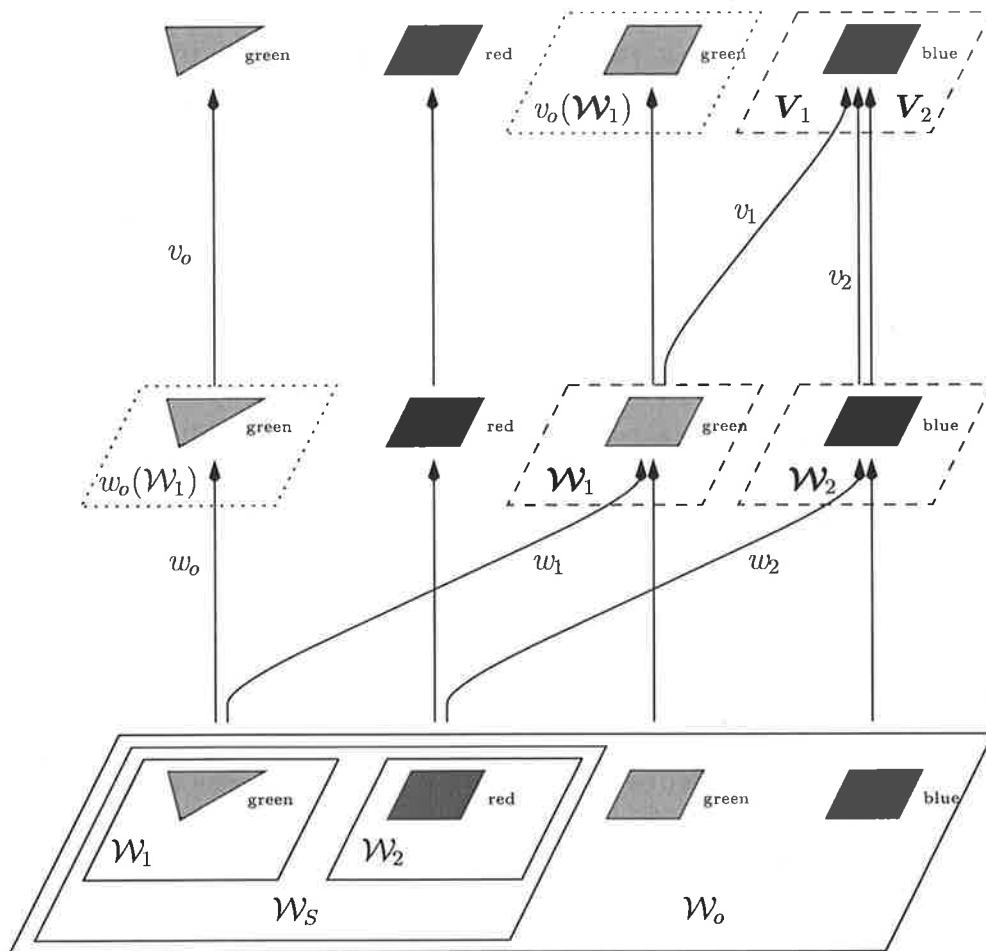 green red green blue
v_o(𝒲_1) V_1 V_2
v_1
v_o v_2
green red green blue
w_o(𝒲_1) 𝒲_1 𝒲_2
w_o w_1 w_2
green red green blue
𝒲_1 𝒲_2
𝒲_S 𝒲_o